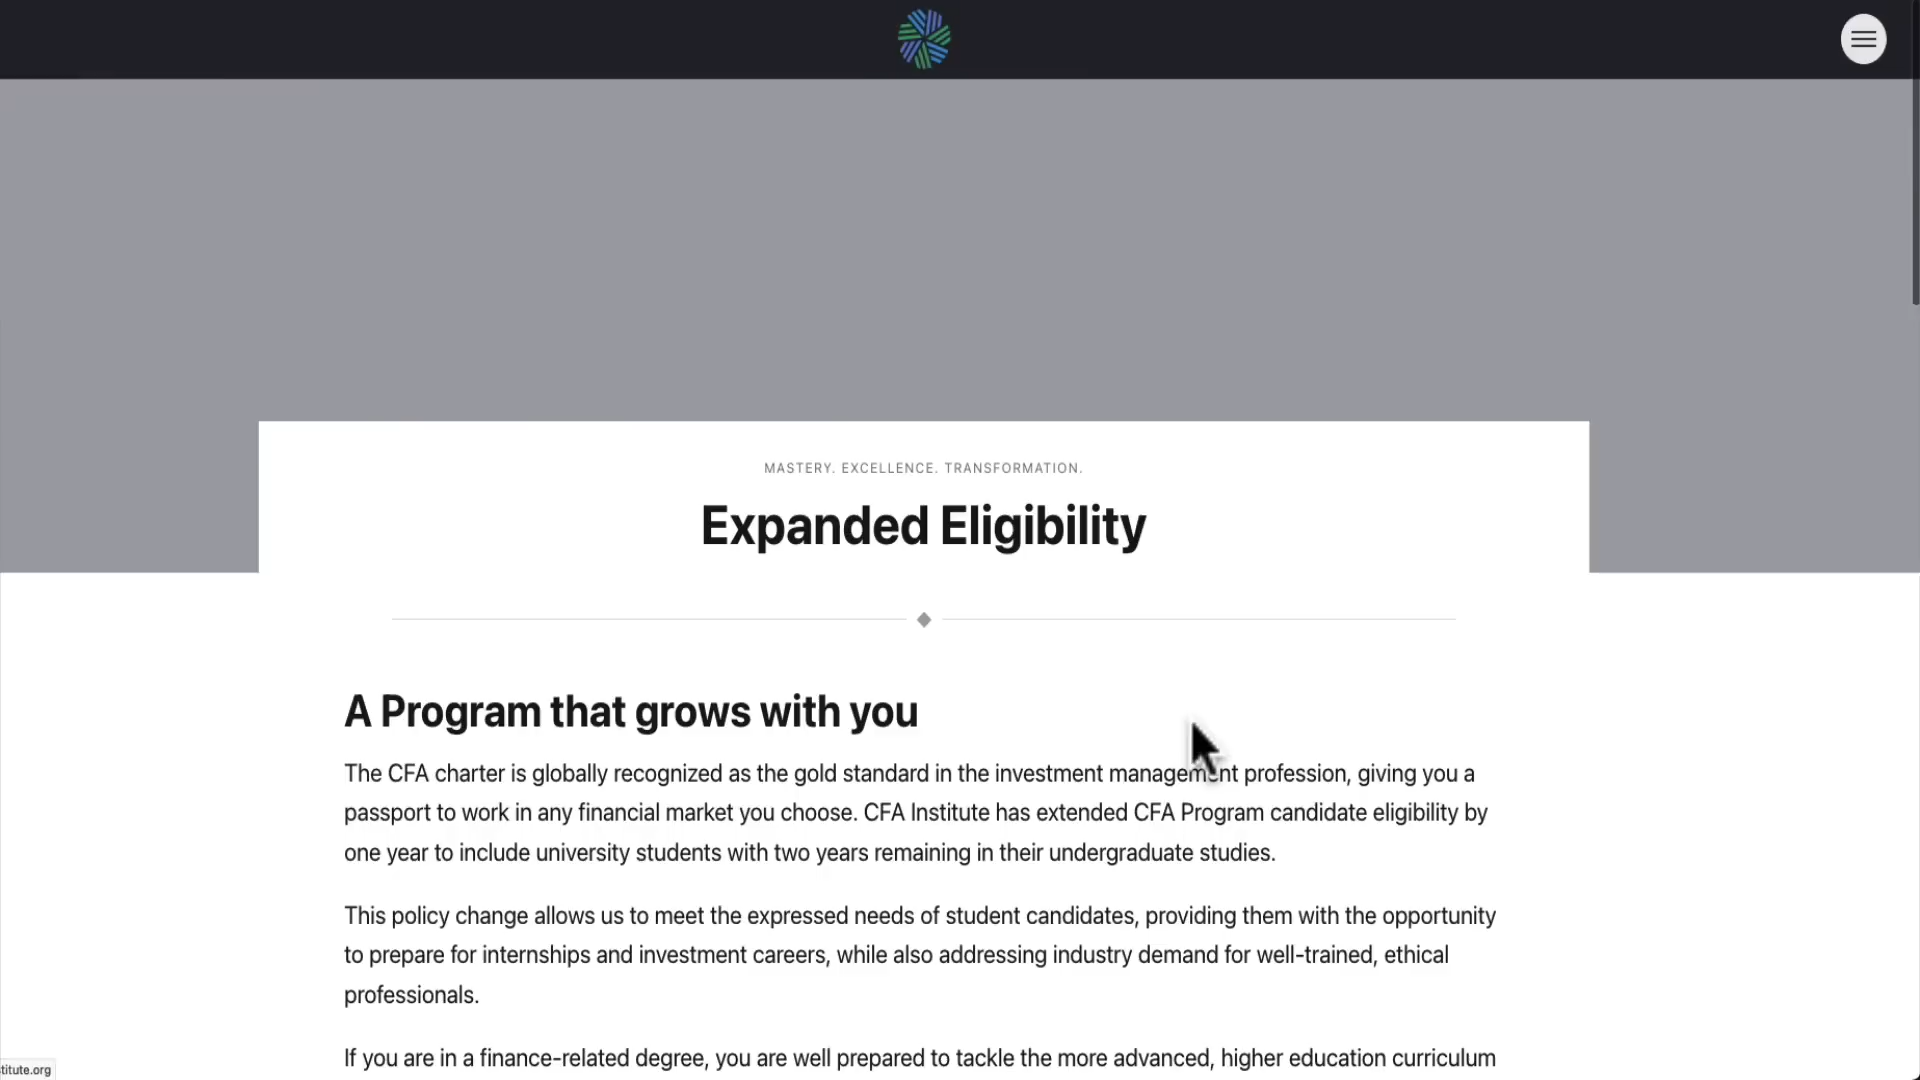 MASTERY. EXCELLENCE. TRANSFORMATION.
Expanded Eligibility
A Program that grows with you
The CFA charter is globally recognized as the gold standard in the investment management profession, giving you a
passport to work in any financial market you choose. CFA Institute has extended CFA Program candidate eligibility by
one year to include university students with two years remaining in their undergraduate studies.
This policy change allows us to meet the expressed needs of student candidates, providing them with the opportunity
to prepare for internships and investment careers, while also addressing industry demand for well-trained, ethical
professionals.
If you are in a finance-related degree, you are well prepared to tackle the more advanced, higher education curriculum
titute.org